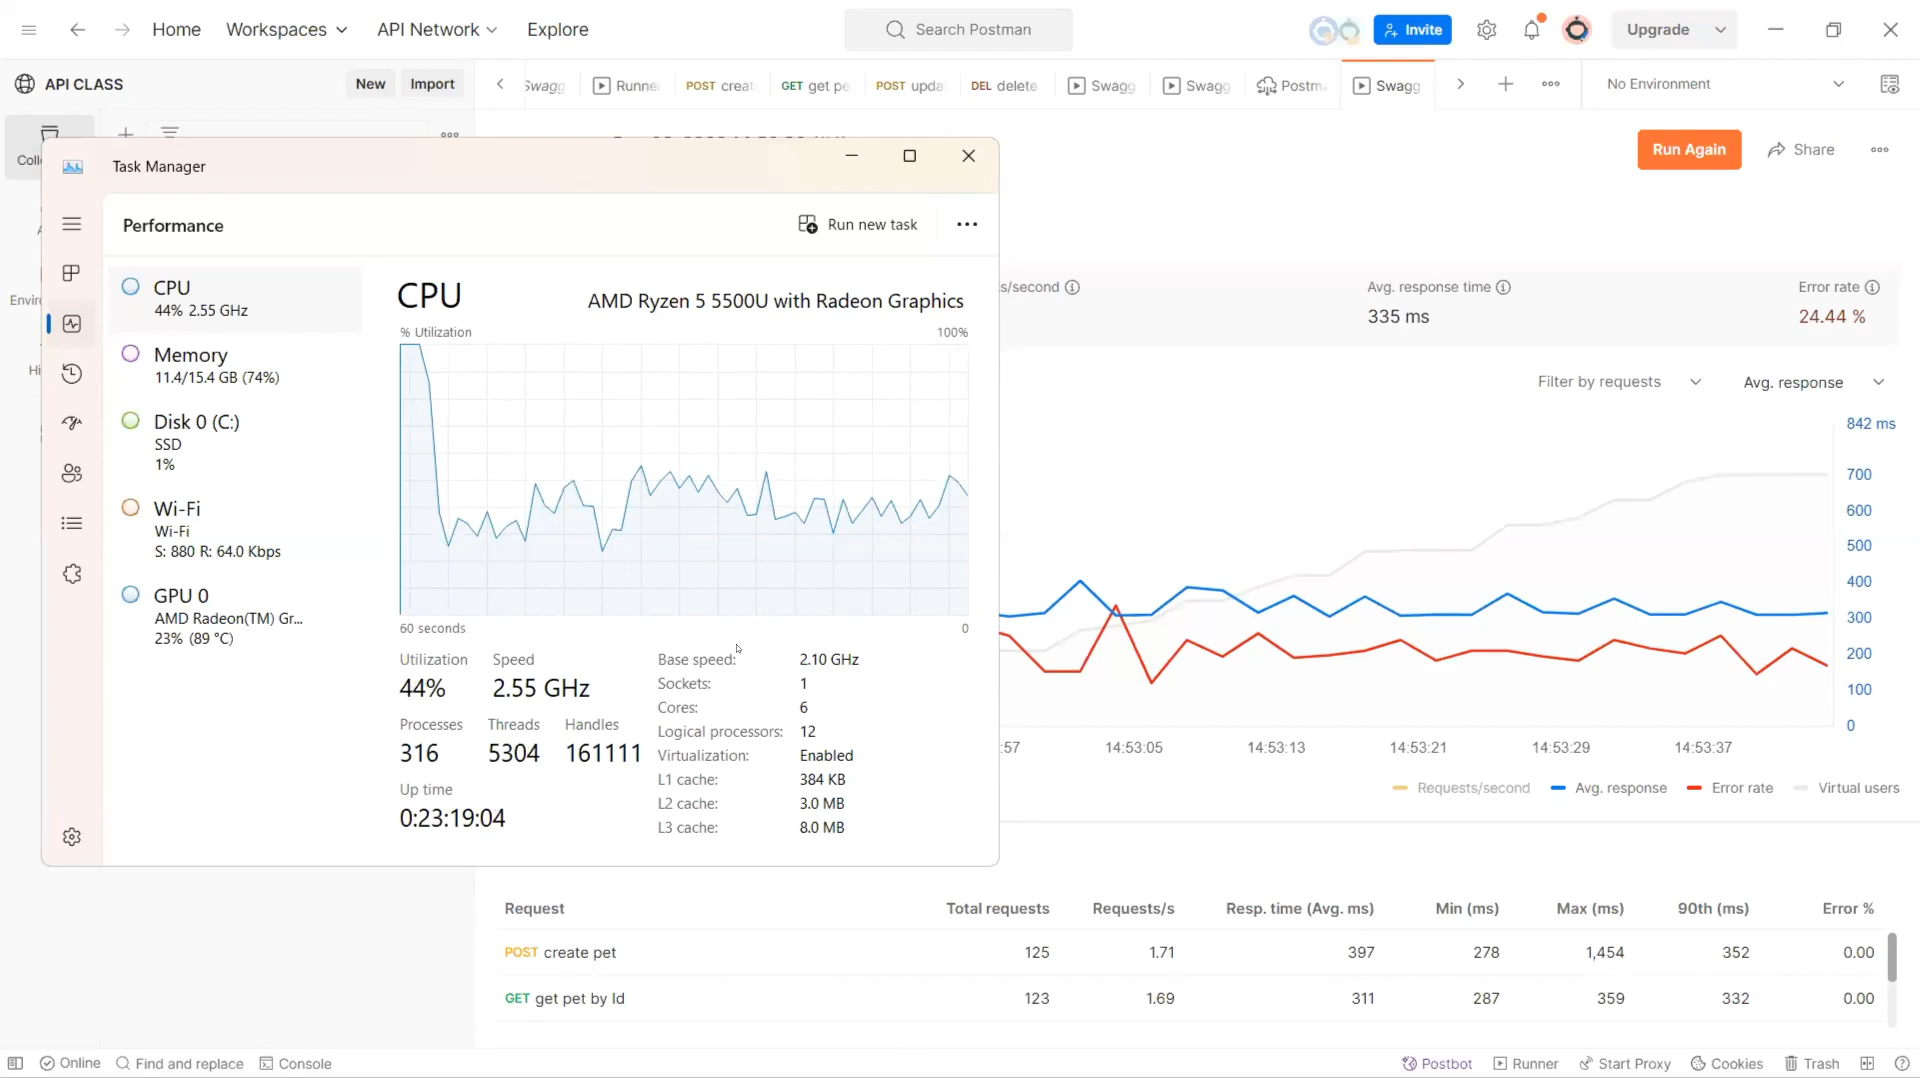 Home
Workspaces
API Network
Explore
Search Postman
Invite
Upgrade
API CLASS
New
Import
Swagg
Runne
POST creat
GET get pe
POST upda
DEL delete
Swagg
Swagg
Postm
Swagg
No Environment
Run Again
Share
Task Manager
Performance
Run new task
CPU
44% 2.55 GHz
Memory
11.4/15.4 GB (74%)
Disk 0 (C:)
SSD
1%
Wi-Fi
Wi-Fi
S: 880 R: 64.0 Kbps
GPU 0
AMD Radeon(TM) Gr...
23% (89 °C)
CPU
AMD Ryzen 5 5500U with Radeon Graphics
% Utilization
100%
60 seconds
0
Utilization
44%
Speed
2.55 GHz
Processes
316
Threads
5304
Handles
161111
Up time
0:23:19:04
Base speed: 2.10 GHz
Sockets: 1
Cores: 6
Logical processors: 12
Virtualization: Enabled
L1 cache: 384 KB
L2 cache: 3.0 MB
L3 cache: 8.0 MB
Coll
Envir
Hi
s/second
Avg. response time
335 ms
Error rate
24.44 %
Filter by requests
Avg. response
842 ms
700
600
500
400
300
200
100
0
:57
14:53:05
14:53:13
14:53:21
14:53:29
14:53:37
Requests/second
Avg. response
Error rate
Virtual users
Request Total requests Requests/s Resp. time (Avg. ms) Min (ms) Max (ms) 90th (ms) Error %
POST create pet 125 1.71 397 278 1,454 352 0.00
GET get pet by Id 123 1.69 311 287 359 332 0.00
Online
Find and replace
Console
Postbot
Runner
Start Proxy
Cookies
Trash